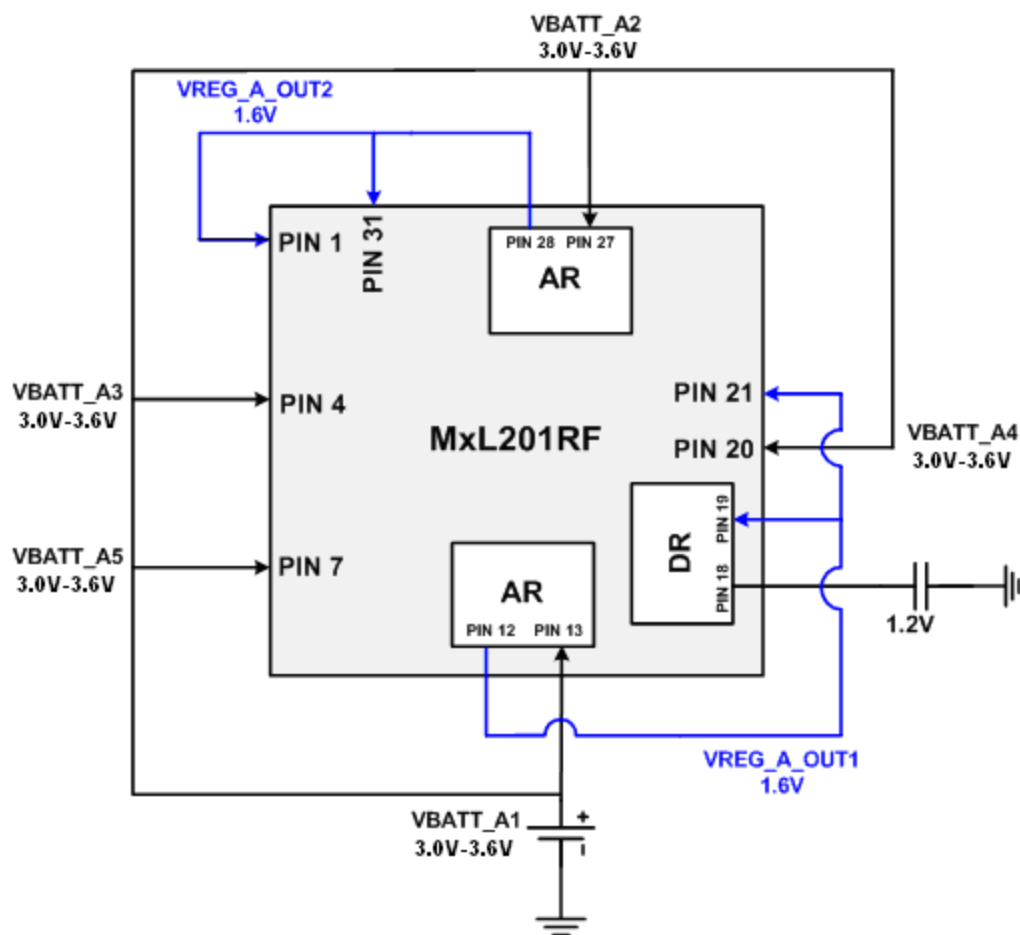 VBATT_A2
3.0V-3.6V
VREG_A_OUT2
1.6V
PIN 1
PIN 31
PIN 28
PIN 27
AR
VBATT_A3
3.0V-3.6V
PIN 4
MxL201RF
PIN 21
PIN 20
VBATT_A4
3.0V-3.6V
VBATT_A5
3.0V-3.6V
PIN 7
AR
PIN 12
PIN 13
DR
PIN 19
PIN 18
1.2V
VREG_A_OUT1
1.6V
VBATT_A1
3.0V-3.6V
+